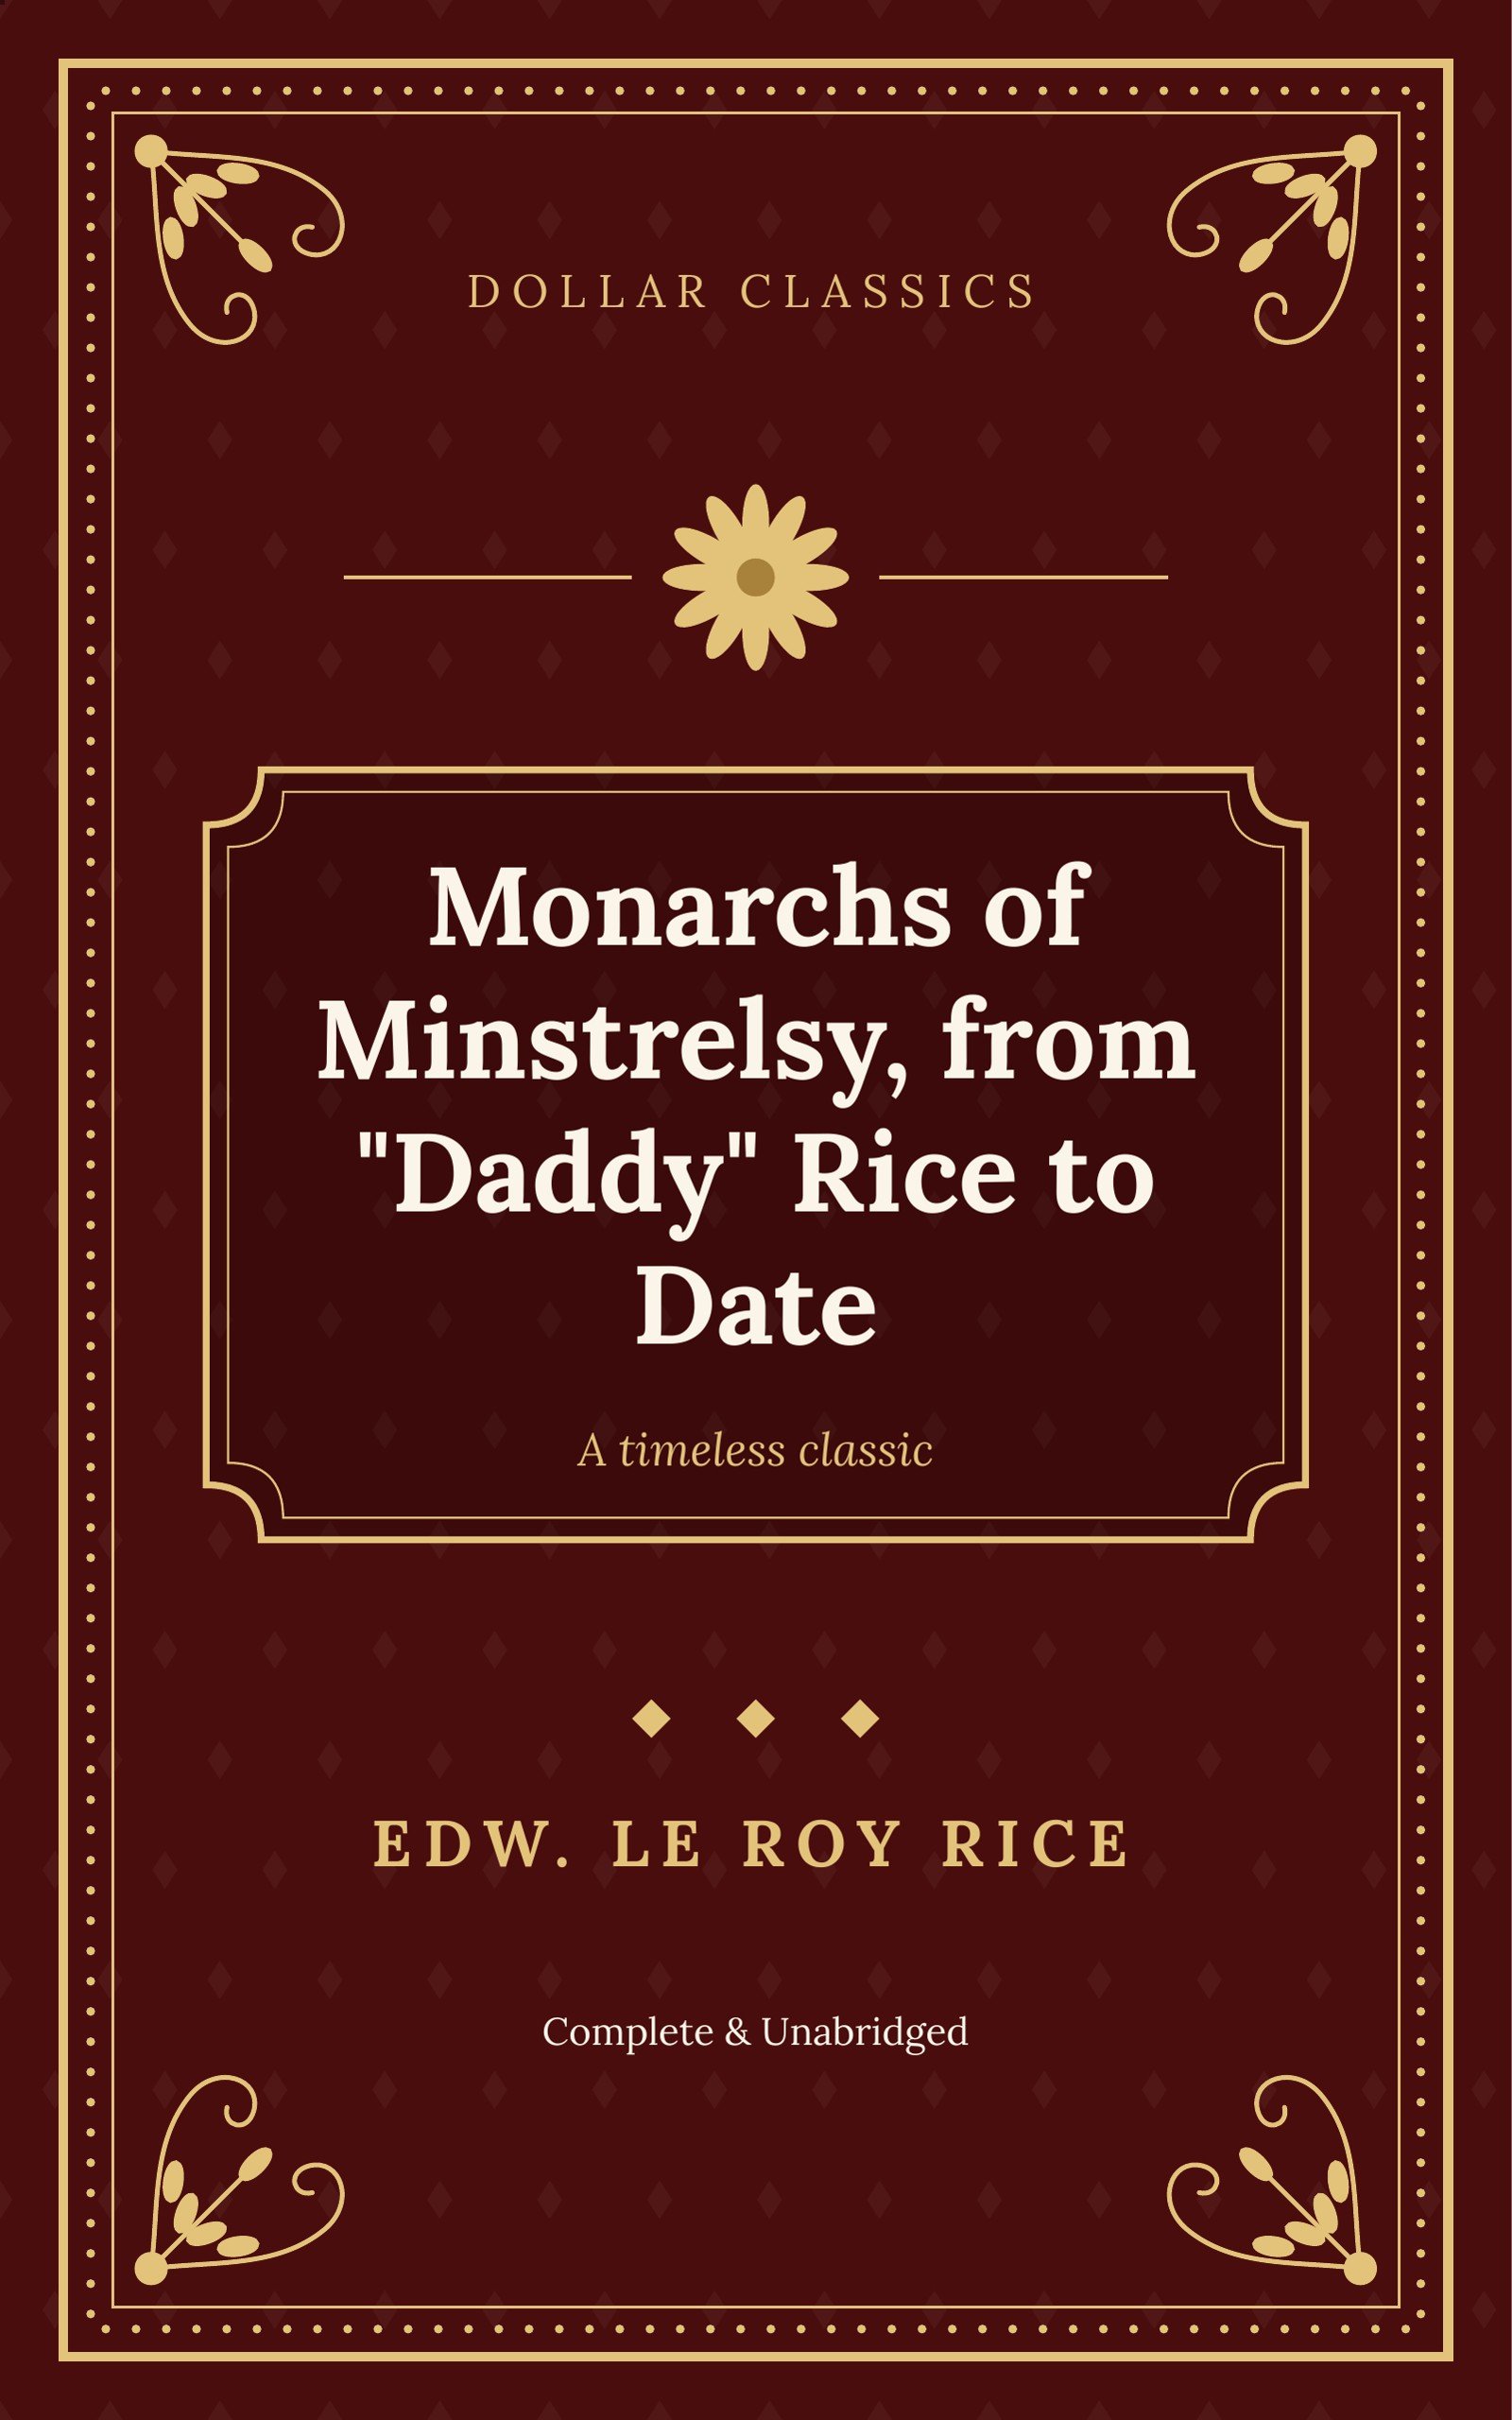 DOLLAR CLASSICS
Monarchs of
Minstrelsy, from
"Daddy" Rice to
Date
A timeless classic
EDW. LE ROY RICE
Complete & Unabridged